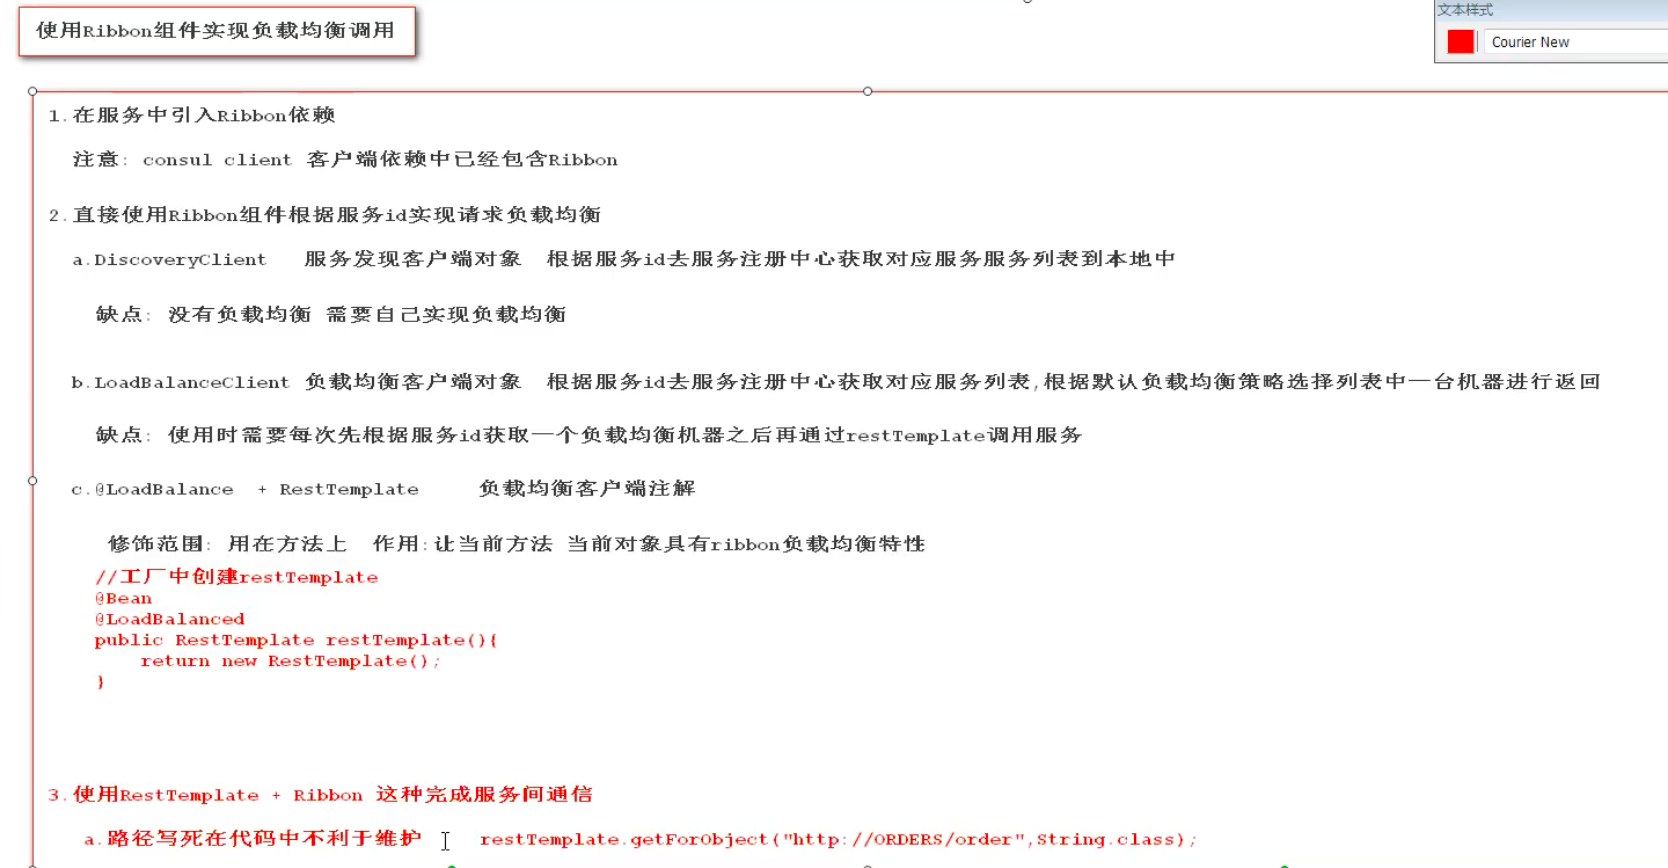 使用Ribbon组件实现负载均衡调用
文本样式
Courier New
1.在服务中引入Ribbon依赖
注意: consul client 客户端依赖中已经包含Ribbon
2.直接使用Ribbon组件根据服务id实现请求负载均衡
a.DiscoveryClient 服务发现客户端对象 根据服务id去服务注册中心获取对应服务服务列表到本地中
缺点: 没有负载均衡 需要自己实现负载均衡
b.LoadBalanceClient 负载均衡客户端对象 根据服务id去服务注册中心获取对应服务列表,根据默认负载均衡策略选择列表中一台机器进行返回
缺点: 使用时需要每次先根据服务id获取一个负载均衡机器之后再通过restTemplate调用服务
c.@LoadBalance + RestTemplate 负载均衡客户端注解
修饰范围: 用在方法上 作用:让当前方法 当前对象具有ribbon负载均衡特性
//工厂中创建restTemplate
@Bean
@LoadBalanced
public RestTemplate restTemplate(){
return new RestTemplate();
}
3.使用RestTemplate + Ribbon 这种完成服务间通信
a.路径写死在代码中不利于维护 restTemplate.getForObject("http://ORDERS/order",String.class);